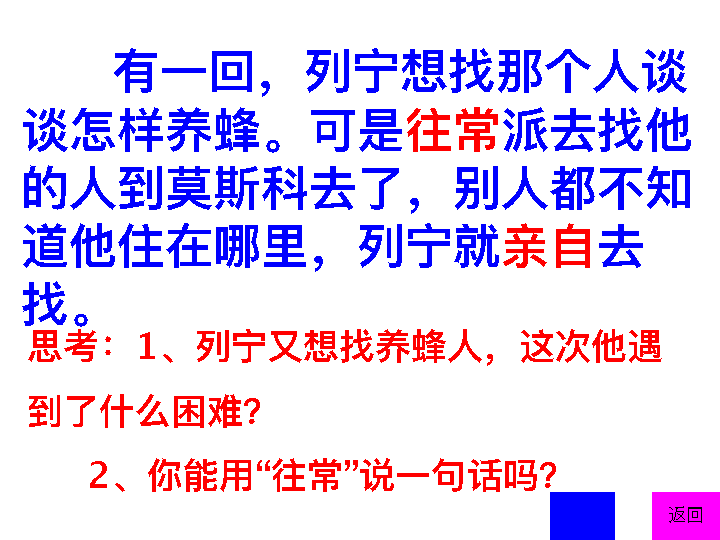 有一回，列宁想找那个人谈
谈怎样养蜂。可是往常派去找他
的人到莫斯科去了，别人都不知
道他住在哪里，列宁就亲自去
找。
思考：1、列宁又想找养蜂人，这次他遇
到了什么困难?
2、你能用“往常”说一句话吗?
返回